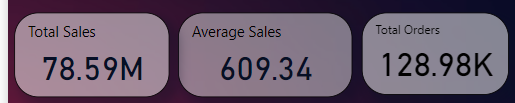 Total Sales
78.59M
Average Sales
609.34
Total Orders
128.98K